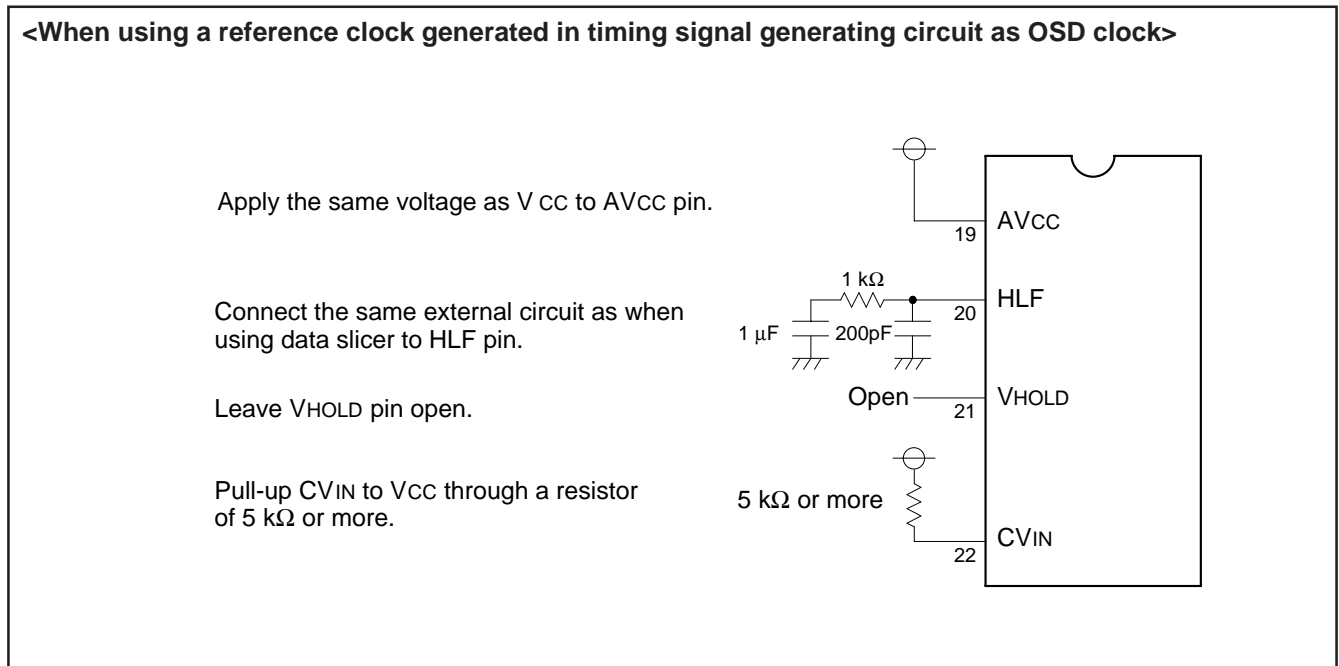 <When using a reference clock generated in timing signal generating circuit as OSD clock>
Apply the same voltage as V CC to AVCC pin.
AVCC
19
1 kΩ
HLF
20
Connect the same external circuit as when
using data slicer to HLF pin.
1 μF
200pF
Leave VHOLD pin open.
Open
VHOLD
21
Pull-up CVIN to VCC through a resistor
of 5 kΩ or more.
5 kΩ or more
CVIN
22